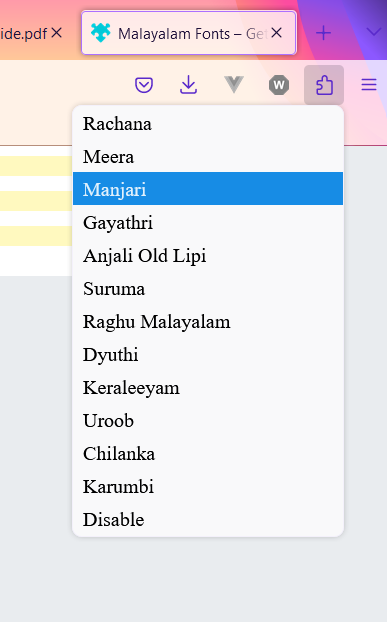 ide.pdf
Malayalam Fonts – Get
W
Rachana
Meera
Manjari
Gayathri
Anjali Old Lipi
Suruma
Raghu Malayalam
Dyuthi
Keraleeyam
Uroob
Chilanka
Karumbi
Disable